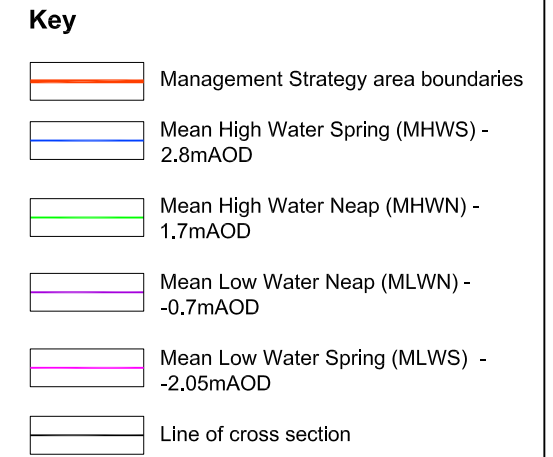 Key
Management Strategy area boundaries
Mean High Water Spring (MHWS) -
2.8mAOD
Mean High Water Neap (MHWN) -
1.7mAOD
Mean Low Water Neap (MLWN) -
-0.7mAOD
Mean Low Water Spring (MLWS)  -
-2.05mAOD
Line of cross section